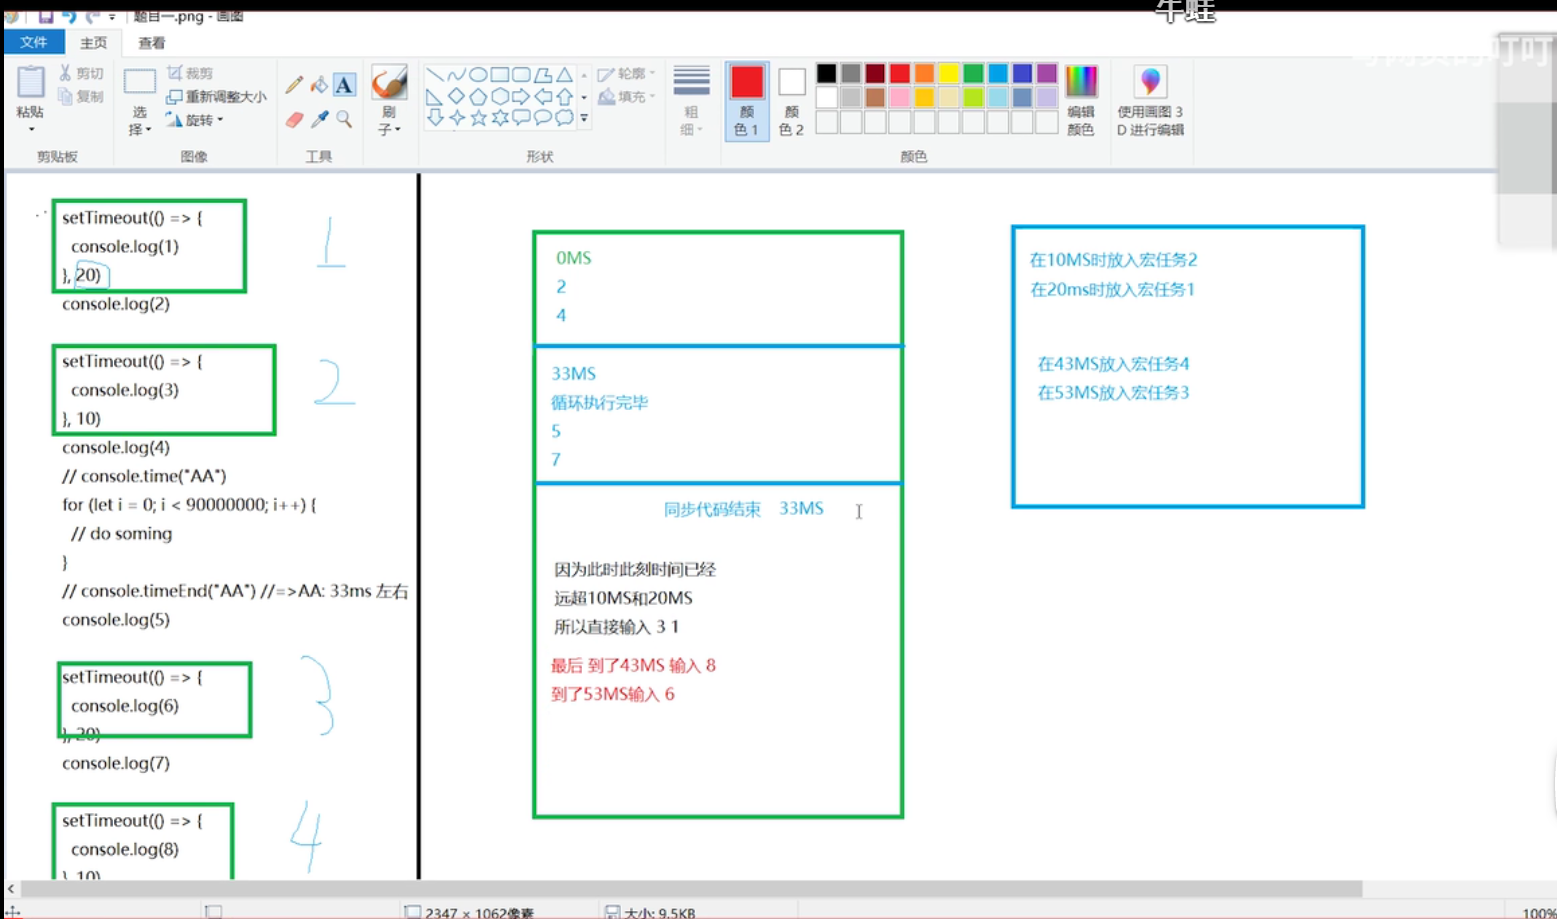 牛蛙
题目一.png - 画图
文件 主页 查看
粘贴
剪切
复制
剪贴板
选择
裁剪
重新调整大小
旋转
图像
A
工具
刷子
形状
轮廓
填充
粗细
颜色 1
颜色 2
编辑颜色
颜色
使用画图 3
D 进行编辑
setTimeout(() => {
console.log(1)
}, 20)
console.log(2)
1
setTimeout(() => {
console.log(3)
}, 10)
2
console.log(4)
// console.time("AA")
for (let i = 0; i < 90000000; i++) {
// do soming
}
// console.timeEnd("AA") //=>AA: 33ms 左右
console.log(5)
setTimeout(() => {
console.log(6)
}, 20)
3
console.log(7)
setTimeout(() => {
console.log(8)
}, 10)
4
0MS
2
4
33MS
循环执行完毕
5
7
同步代码结束 33MS
因为此时此刻时间已经
远超10MS和20MS
所以直接输入 3 1
最后 到了43MS 输入 8
到了53MS输入 6
在10MS时放入宏任务2
在20ms时放入宏任务1
在43MS放入宏任务4
在53MS放入宏任务3
2347 × 1062像素
大小: 9.5KB
100%